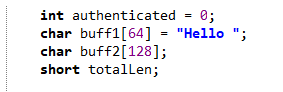 int authenticated = 0;
char buff1[64] = "Hello ";
char buff2[128];
short totalLen;